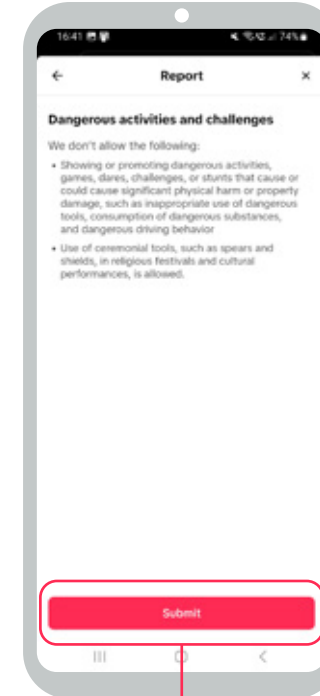 16:41
74%
Report
Dangerous activities and challenges
We don't allow the following:
• Showing or promoting dangerous activities,
games, dares, challenges, or stunts that cause or
could cause significant physical harm or property
damage, such as inappropriate use of dangerous
tools, consumption of dangerous substances,
and dangerous driving behavior
• Use of ceremonial tools, such as spears and
shields, in religious festivals and cultural
performances, is allowed.
Submit